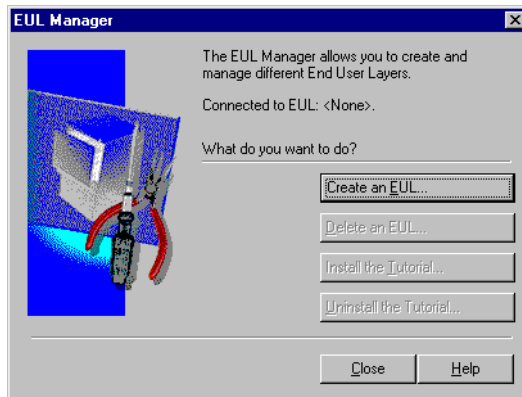 EUL Manager
The EUL Manager allows you to create and
manage different End User Layers.
Connected to EUL: <None>.
What do you want to do?
Create an EUL...
Delete an EUL...
Install the Tutorial...
Uninstall the Tutorial...
Close
Help